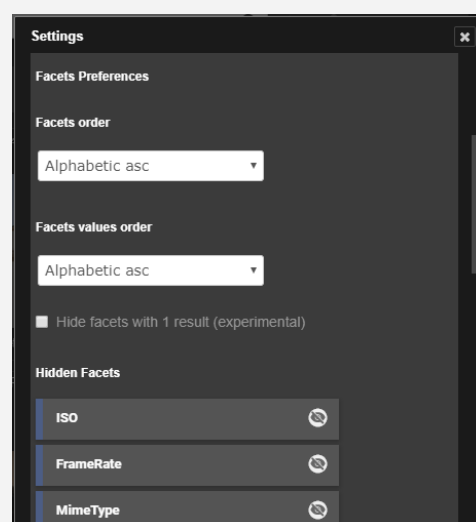 Settings
Facets Preferences
Facets order
Alphabetic asc
Facets values order
Alphabetic asc
Hide facets with 1 result (experimental)
Hidden Facets
ISO
FrameRate
MimeType